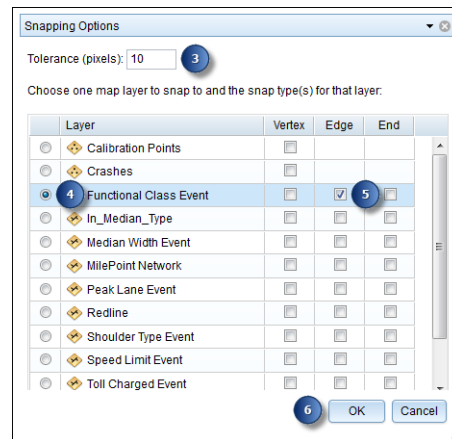 Snapping Options
Tolerance (pixels): 10 3
Choose one map layer to snap to and the snap type(s) for that layer:
Layer Vertex Edge End
Calibration Points
Crashes
4 Functional Class Event 5
In_Median_Type
Median Width Event
MilePoint Network
Peak Lane Event
Redline
Shoulder Type Event
Speed Limit Event
Toll Charged Event
6 OK Cancel